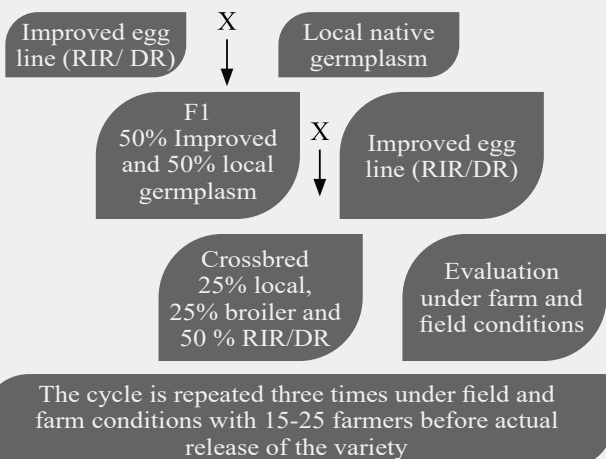 Improved egg
line (RIR/ DR)
X
Local native
germplasm
F1
50% Improved
and 50% local
germplasm
X
Improved egg
line (RIR/DR)
Crossbred
25% local,
25% broiler and
50 % RIR/DR
Evaluation
under farm and
field conditions
The cycle is repeated three times under field and
farm conditions with 15-25 farmers before actual
release of the variety